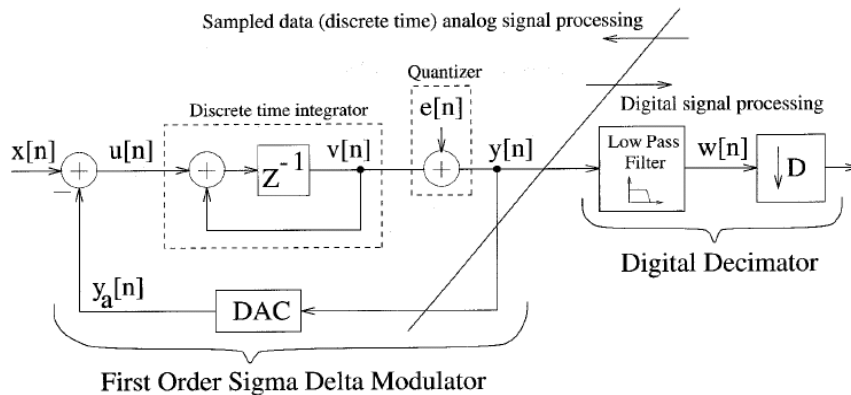 Sampled data (discrete time) analog signal processing
Quantizer
Discrete time integrator
e[n]
Digital signal processing
x[n]
u[n]
v[n]
y[n]
Low Pass
Filter
w[n]
+
+
Z-1
+
D
−
Digital Decimator
ya[n]
DAC
First Order Sigma Delta Modulator